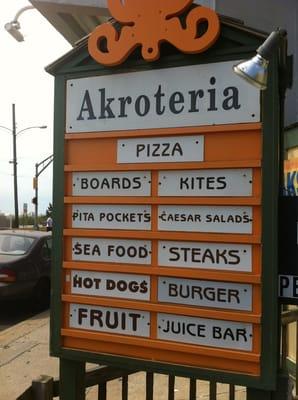 Akroteria
PIZZA
BOARDS KITES
PITA POCKETS CAESAR SALADS
SEA FOOD STEAKS
HOT DOGS BURGER
FRUIT JUICE BAR